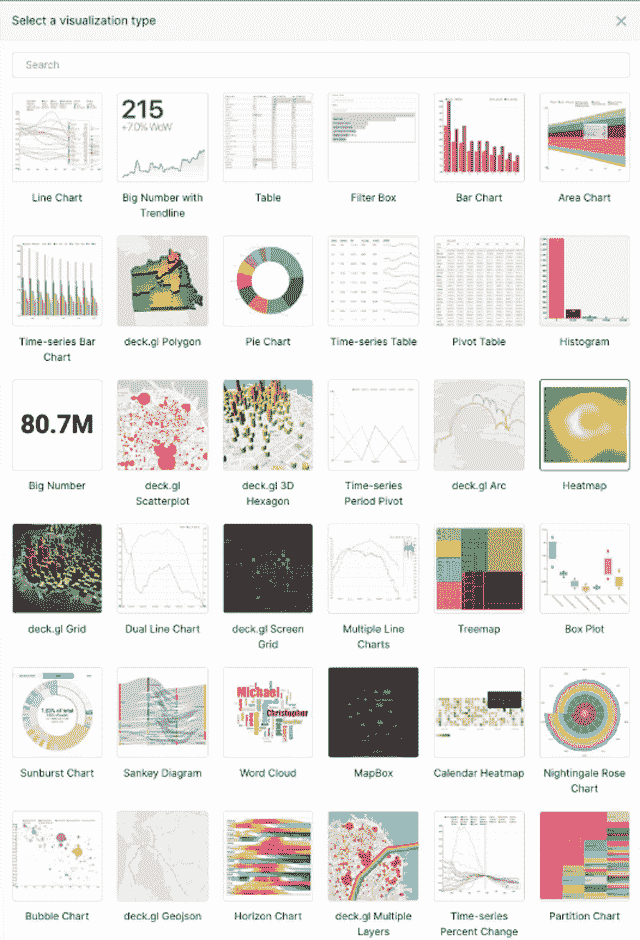 Select a visualization type
Search
215
+7.0% WoW
Line Chart
Big Number with
Trendline
Table
Filter Box
Bar Chart
Area Chart
Time-series Bar
Chart
deck.gl Polygon
Pie Chart
Time-series Table
Pivot Table
Histogram
80.7M
Big Number
deck.gl
Scatterplot
deck.gl 3D
Hexagon
Time-series
Period Pivot
deck.gl Arc
Heatmap
deck.gl Grid
Dual Line Chart
deck.gl Screen
Grid
Multiple Line
Charts
Treemap
Box Plot
Michael
Christopher
Sunburst Chart
Sankey Diagram
Word Cloud
MapBox
Calendar Heatmap
Nightingale Rose
Chart
Bubble Chart
deck.gl Geojson
Horizon Chart
deck.gl Multiple
Layers
Time-series
Percent Change
Partition Chart